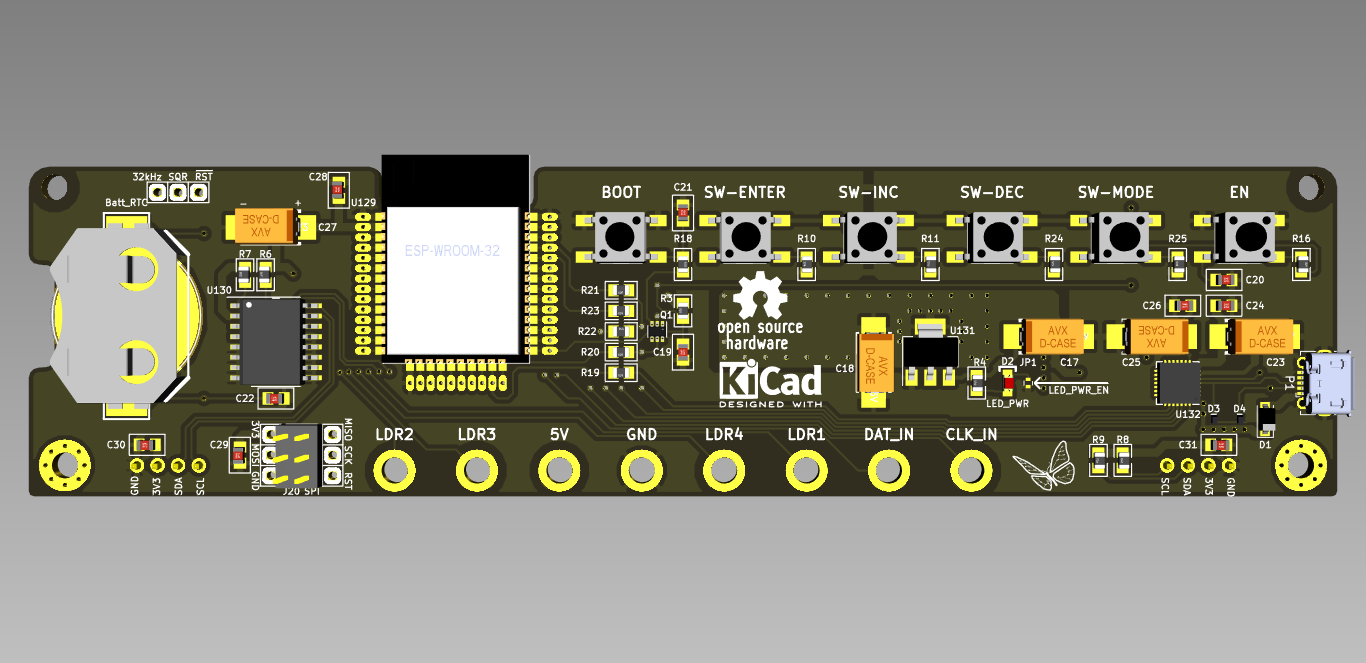 32kHz SQR RST
Batt_RTC
C28
U129
BOOT
C21
SW-ENTER
SW-INC
SW-DEC
SW-MODE
EN
- +
AVX
D-CASE
C27
R7 R6
U130
ESP-WROOM-32
R18
R10
R11
R24
R25
R16
R21
R23
R22
R20
R19
R3
Q1
C19
open source
hardware
KiCad
DESIGNED WITH
C20
C26
C24
U131
C18
AVX
D-CASE
R4
D2
JP1
LED_PWR
LED_PWR_EN
AVX
D-CASE
C17
AVX
D-CASE
C25
AVX
D-CASE
C23
P1
U132
D3 D4
D1
C22
C30
C29
GND
3V3
SDA
SCL
3V3 MOSI GND
MISO SCK RST
J20 SPI
LDR2
LDR3
5V
GND
LDR4
LDR1
DAT_IN
CLK_IN
R9 R8
C31
SCL
SDA
3V3
GND